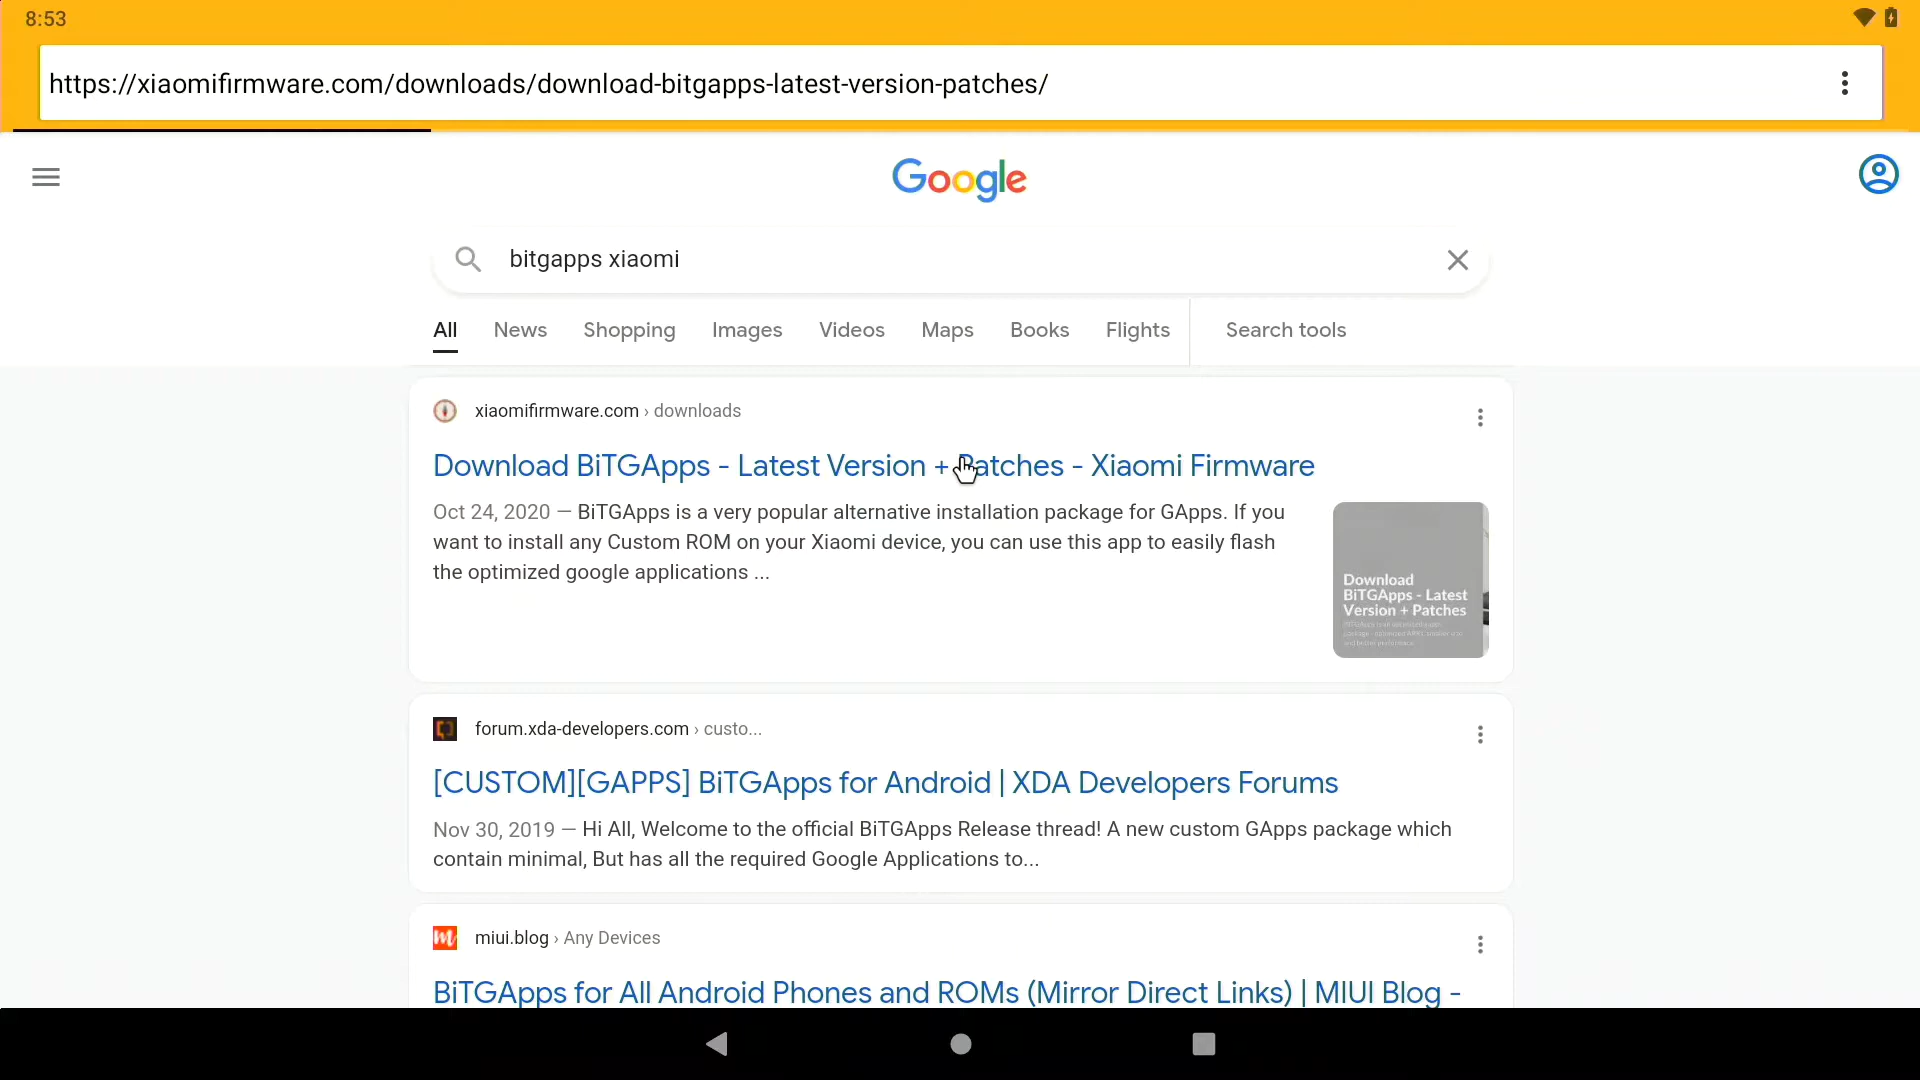 8:53
https://xiaomifirmware.com/downloads/download-bitgapps-latest-version-patches/
Google
bitgapps xiaomi
All News Shopping Images Videos Maps Books Flights Search tools
xiaomifirmware.com › downloads
Download BiTGApps - Latest Version + Patches - Xiaomi Firmware
Oct 24, 2020 — BiTGApps is a very popular alternative installation package for GApps. If you
want to install any Custom ROM on your Xiaomi device, you can use this app to easily flash
the optimized google applications ...
Download
BiTGApps - Latest
Version + Patches
forum.xda-developers.com › custo...
[CUSTOM][GAPPS] BiTGApps for Android | XDA Developers Forums
Nov 30, 2019 — Hi All, Welcome to the official BiTGApps Release thread! A new custom GApps package which
contain minimal, But has all the required Google Applications to...
miui.blog › Any Devices
BiTGApps for All Android Phones and ROMs (Mirror Direct Links) | MIUI Blog -